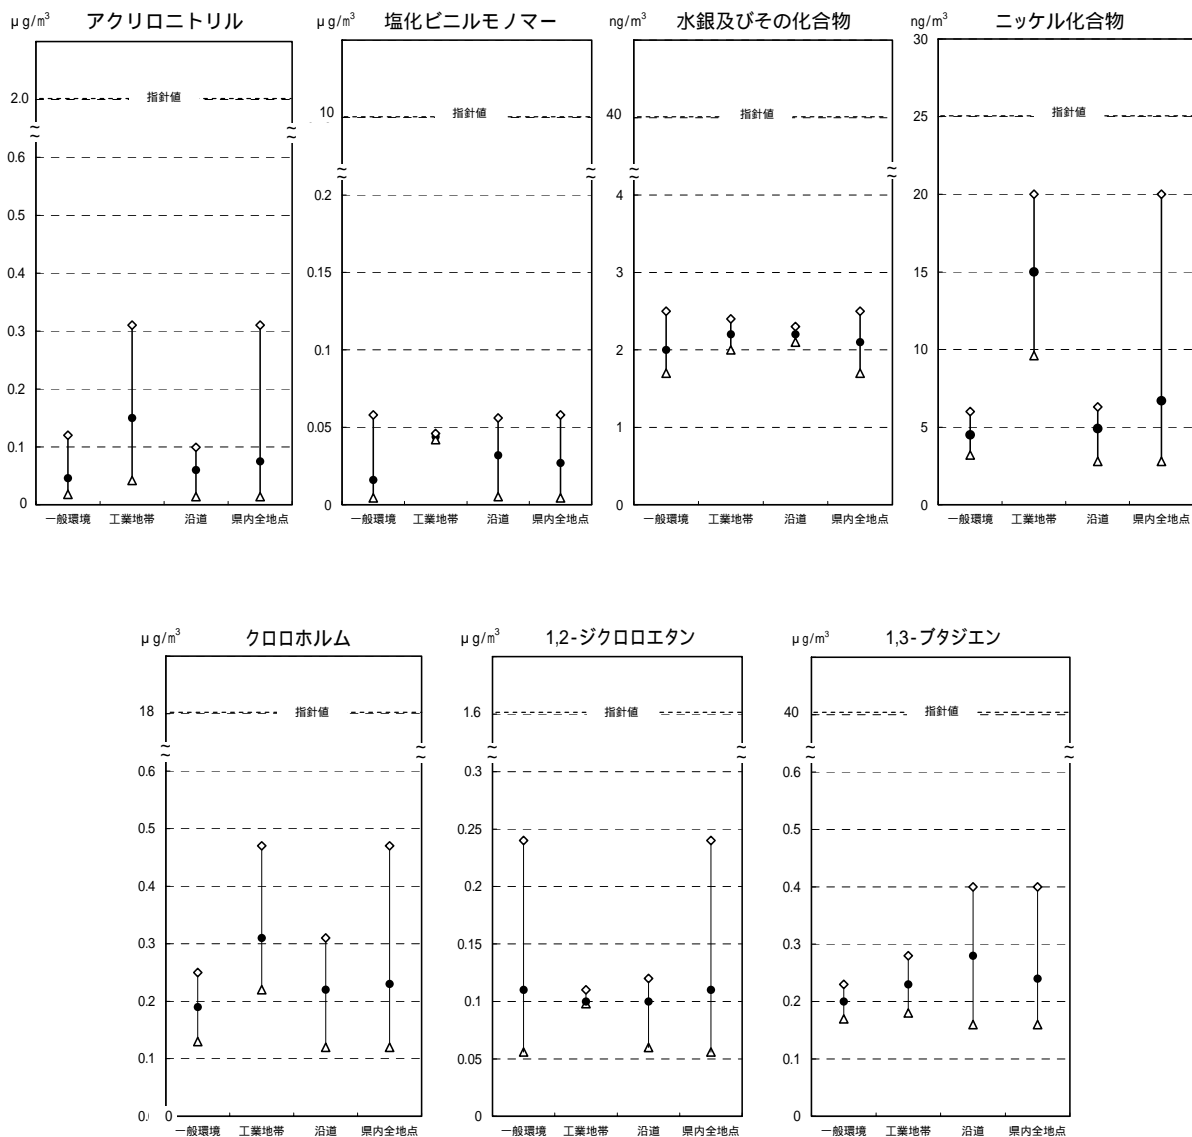 μg/m³ アクリロニトリル
2.0 指針値
0.6
0.5
0.4
0.3
0.2
0.1
0
一般環境 工業地帯 沿道 県内全地点
μg/m³ 塩化ビニルモノマー
10 指針値
0.2
0.15
0.1
0.05
0
一般環境 工業地帯 沿道 県内全地点
ng/m³ 水銀及びその化合物
40 指針値
4
3
2
1
0
一般環境 工業地帯 沿道 県内全地点
ng/m³ ニッケル化合物
30
25 指針値
20
15
10
5
0
一般環境 工業地帯 沿道 県内全地点
μg/m³ クロロホルム
18 指針値
0.6
0.5
0.4
0.3
0.2
0.1
0.0 0
一般環境 工業地帯 沿道 県内全地点
μg/m³ 1,2-ジクロロエタン
1.6 指針値
0.3
0.25
0.2
0.15
0.1
0.05
0
一般環境 工業地帯 沿道 県内全地点
μg/m³ 1,3-ブタジエン
40 指針値
0.6
0.5
0.4
0.3
0.2
0.1
0
一般環境 工業地帯 沿道 県内全地点